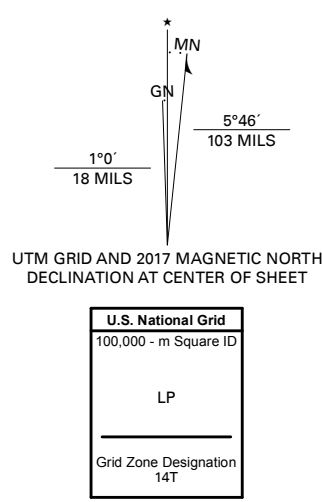 ★
MN
GN
5°46´
103 MILS
1°0´
18 MILS
UTM GRID AND 2017 MAGNETIC NORTH
DECLINATION AT CENTER OF SHEET
U.S. National Grid
100,000 - m Square ID
LP
Grid Zone Designation
14T